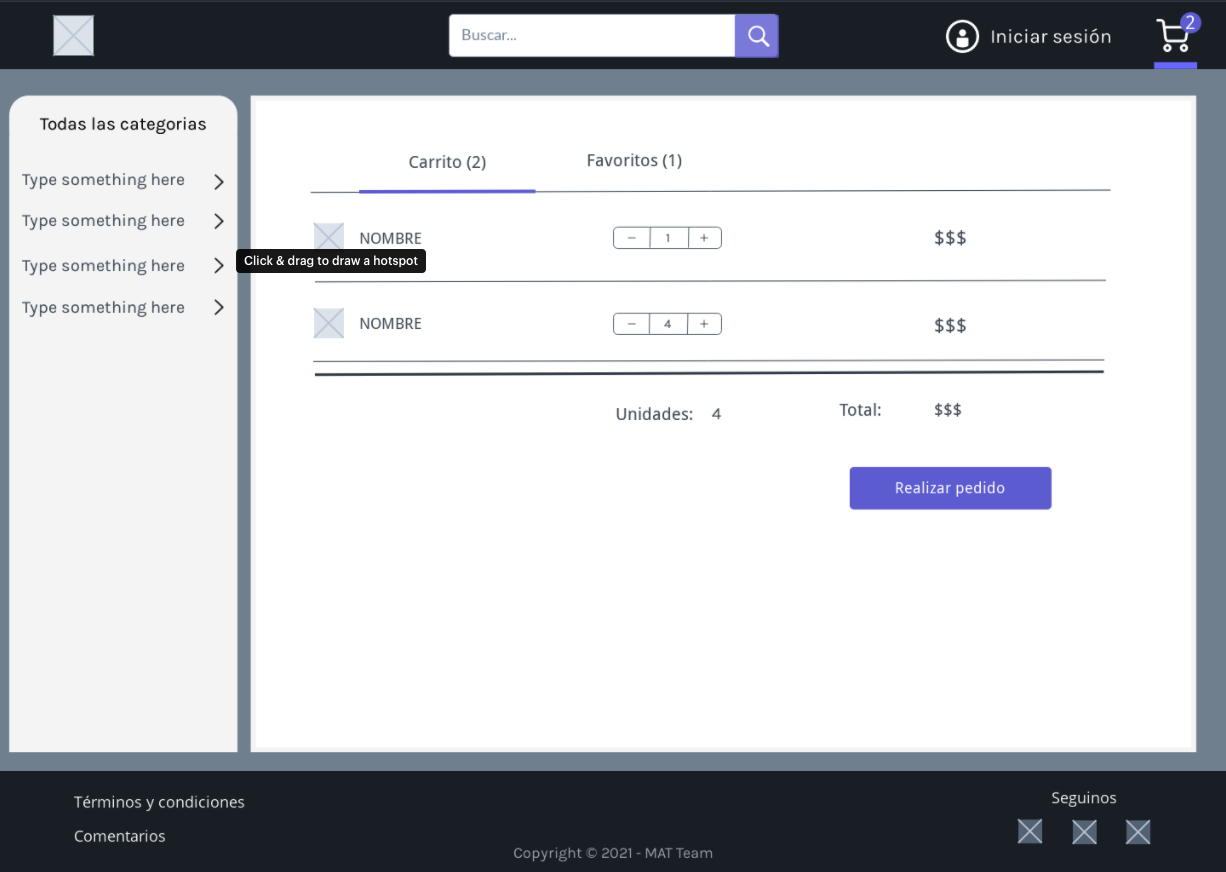 Buscar...
Iniciar sesión
2
Todas las categorias
Type something here
Type something here
Type something here
Type something here
Click & drag to draw a hotspot
Carrito (2)
Favoritos (1)
NOMBRE
− 1 +
$$$
NOMBRE
− 4 +
$$$
Unidades: 4
Total: $$$
Realizar pedido
Términos y condiciones
Comentarios
Seguinos
Copyright © 2021 - MAT Team